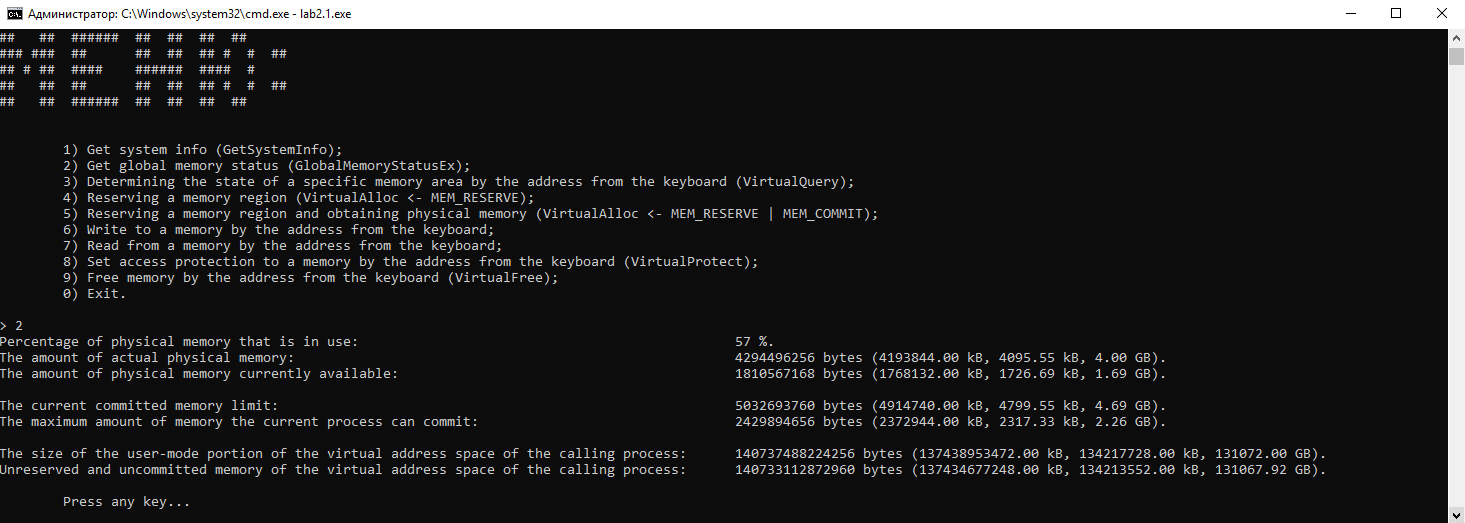 Администратор: C:\Windows\system32\cmd.exe - lab2.1.exe
##   ##  ######  ##  ##  ##  ##
### ###  ##      ##  ##  ## #  #  ##
## # ##  ####    ######  ####  #
##   ##  ##      ##  ##  ## #  #  ##
##   ##  ######  ##  ##  ##  ##
1) Get system info (GetSystemInfo);
2) Get global memory status (GlobalMemoryStatusEx);
3) Determining the state of a specific memory area by the address from the keyboard (VirtualQuery);
4) Reserving a memory region (VirtualAlloc <- MEM_RESERVE);
5) Reserving a memory region and obtaining physical memory (VirtualAlloc <- MEM_RESERVE | MEM_COMMIT);
6) Write to a memory by the address from the keyboard;
7) Read from a memory by the address from the keyboard;
8) Set access protection to a memory by the address from the keyboard (VirtualProtect);
9) Free memory by the address from the keyboard (VirtualFree);
0) Exit.
> 2
Percentage of physical memory that is in use: 57 %.
The amount of actual physical memory: 4294496256 bytes (4193844.00 kB, 4095.55 kB, 4.00 GB).
The amount of physical memory currently available: 1810567168 bytes (1768132.00 kB, 1726.69 kB, 1.69 GB).
The current committed memory limit: 5032693760 bytes (4914740.00 kB, 4799.55 kB, 4.69 GB).
The maximum amount of memory the current process can commit: 2429894656 bytes (2372944.00 kB, 2317.33 kB, 2.26 GB).
The size of the user-mode portion of the virtual address space of the calling process: 140737488224256 bytes (137438953472.00 kB, 134217728.00 kB, 131072.00 GB).
Unreserved and uncommitted memory of the virtual address space of the calling process: 140733112872960 bytes (137434677248.00 kB, 134213552.00 kB, 131067.92 GB).
Press any key...